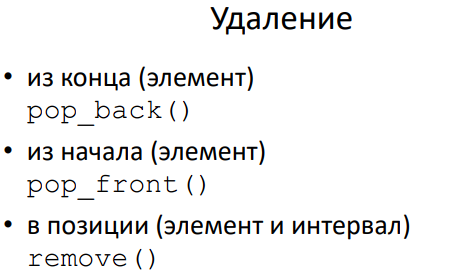 Удаление
• из конца (элемент)
pop_back()
• из начала (элемент)
pop_front()
• в позиции (элемент и интервал)
remove()